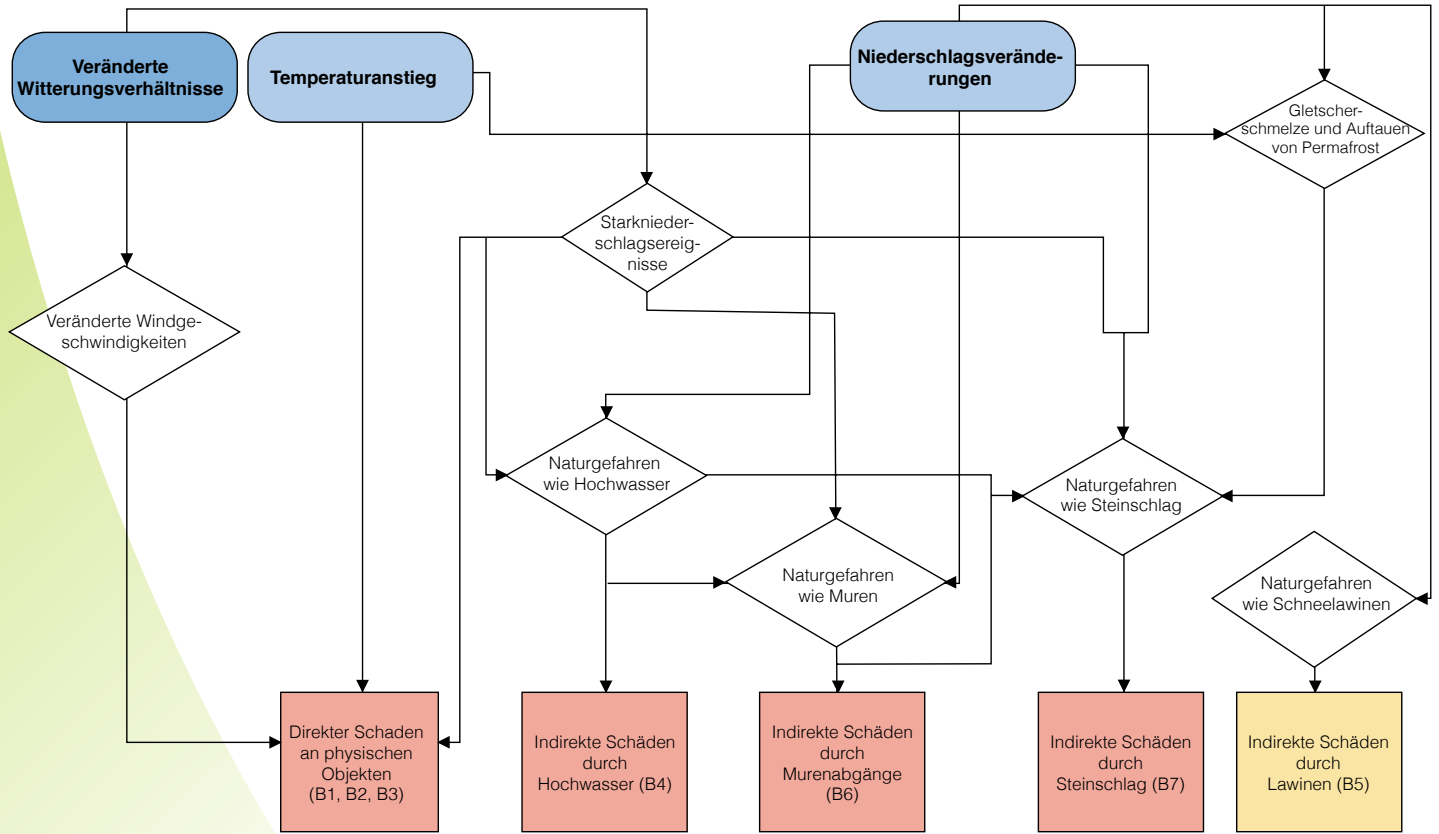 Veränderte
Witterungsverhältnisse
Temperaturanstieg
Niederschlagsverände-
rungen
Gletscher-
schmelze und Auftauen
von Permafrost
Starknieder-
schlagsereig-
nisse
Veränderte Windge-
schwindigkeiten
Naturgefahren
wie Hochwasser
Naturgefahren
wie Steinschlag
Naturgefahren
wie Muren
Naturgefahren
wie Schneelawinen
Direkter Schaden
an physischen
Objekten
(B1, B2, B3)
Indirekte Schäden
durch
Hochwasser (B4)
Indirekte Schäden
durch
Murenabgänge
(B6)
Indirekte Schäden
durch
Steinschlag (B7)
Indirekte Schäden
durch
Lawinen (B5)